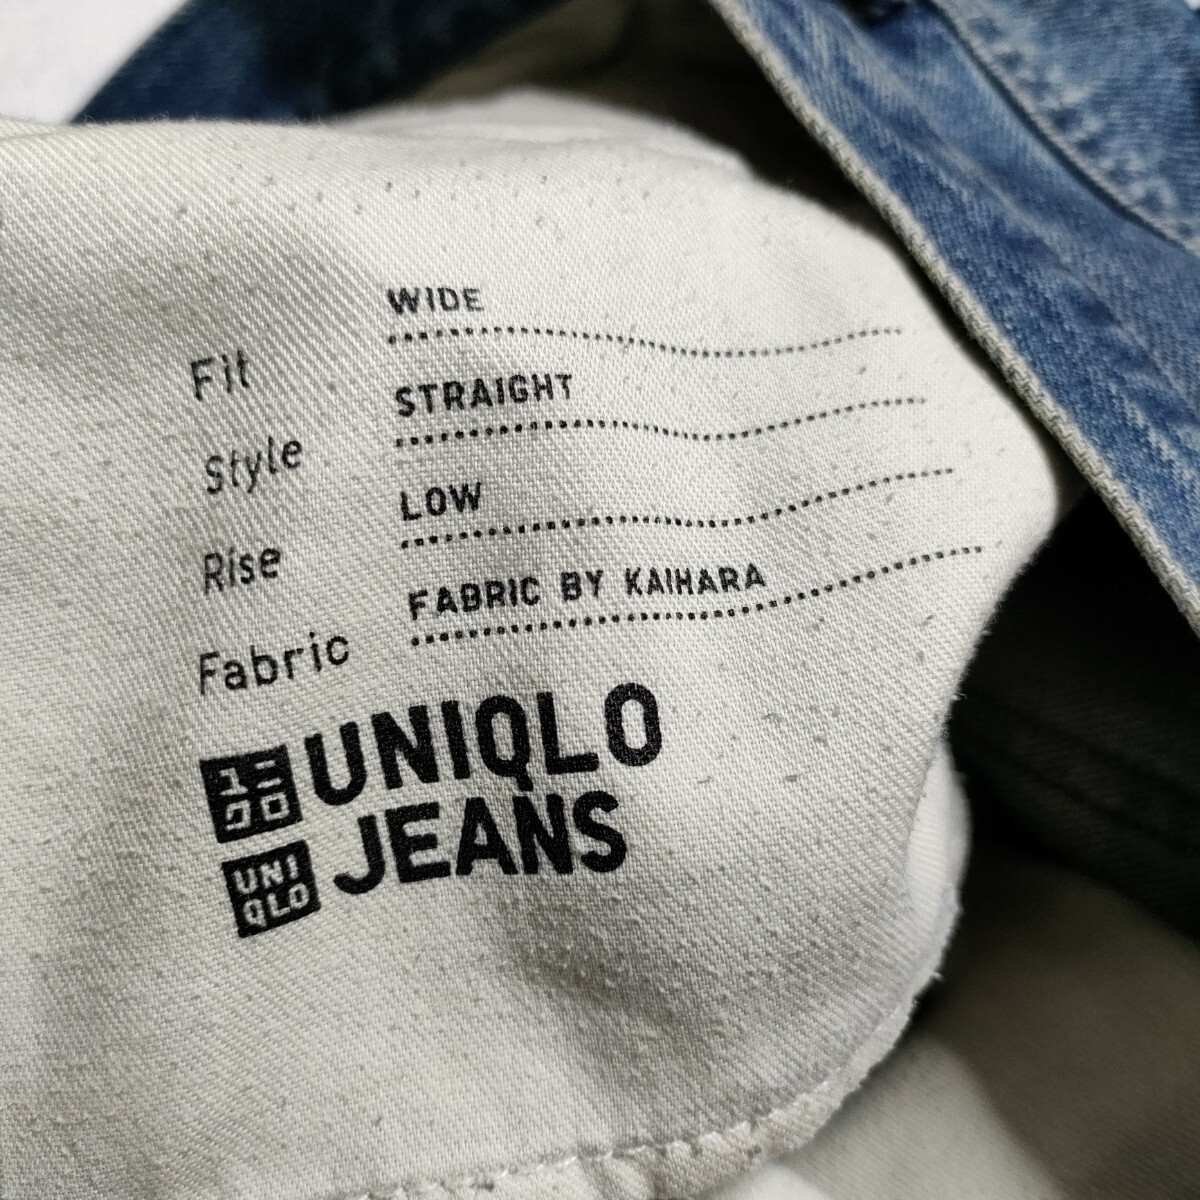 Fit WIDE
Style STRAIGHT
Rise LOW
Fabric FABRIC BY KAIHARA
ユニクロ UNIQLO
UNIQLO JEANS